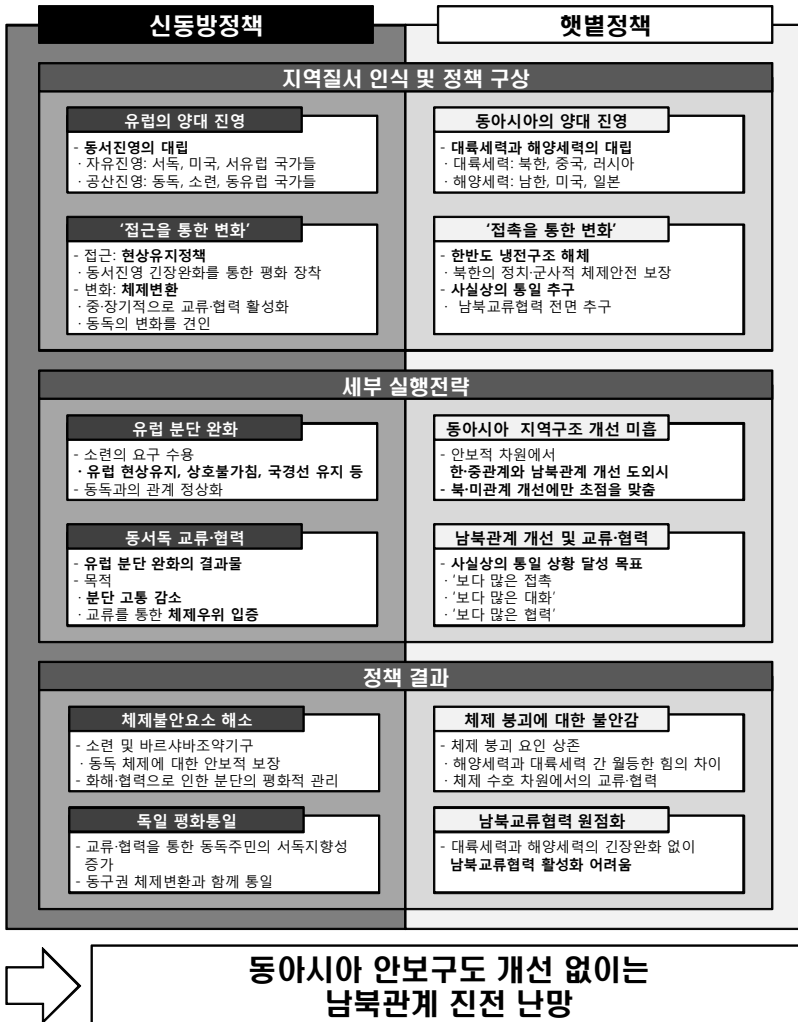 신동방정책
햇볕정책
지역질서 인식 및 정책 구상
유럽의 양대 진영
- 동서진영의 대립
· 자유진영: 서독, 미국, 서유럽 국가들
· 공산진영: 동독, 소련, 동유럽 국가들
동아시아의 양대 진영
- 대륙세력과 해양세력의 대립
· 대륙세력: 북한, 중국, 러시아
· 해양세력: 남한, 미국, 일본
‘접근을 통한 변화’
- 접근: 현상유지정책
· 동서진영 긴장완화를 통한 평화 장착
- 변화: 체제변환
· 중·장기적으로 교류·협력 활성화
· 동독의 변화를 견인
‘접촉을 통한 변화’
- 한반도 냉전구조 해체
· 북한의 정치·군사적 체제안전 보장
- 사실상의 통일 추구
· 남북교류협력 전면 추구
세부 실행전략
유럽 분단 완화
- 소련의 요구 수용
· 유럽 현상유지, 상호불가침, 국경선 유지 등
- 동독과의 관계 정상화
동아시아 지역구조 개선 미흡
- 안보적 차원에서
한·중관계와 남북관계 개선 도외시
- 북·미관계 개선에만 초점을 맞춤
동서독 교류·협력
- 유럽 분단 완화의 결과물
- 목적
· 분단 고통 감소
· 교류를 통한 체제우위 입증
남북관계 개선 및 교류·협력
- 사실상의 통일 상황 달성 목표
· ‘보다 많은 접촉
· ‘보다 많은 대화’
· ‘보다 많은 협력’
정책 결과
체제불안요소 해소
- 소련 및 바르샤바조약기구
· 동독 체제에 대한 안보적 보장
- 화해·협력으로 인한 분단의 평화적 관리
체제 붕괴에 대한 불안감
- 체제 붕괴 요인 상존
· 해양세력과 대륙세력 간 월등한 힘의 차이
· 체제 수호 차원에서의 교류·협력
독일 평화통일
- 교류·협력을 통한 동독주민의 서독지향성
증가
- 동구권 체제변환과 함께 통일
남북교류협력 원점화
- 대륙세력과 해양세력의 긴장완화 없이
남북교류협력 활성화 어려움
동아시아 안보구도 개선 없이는
남북관계 진전 난망